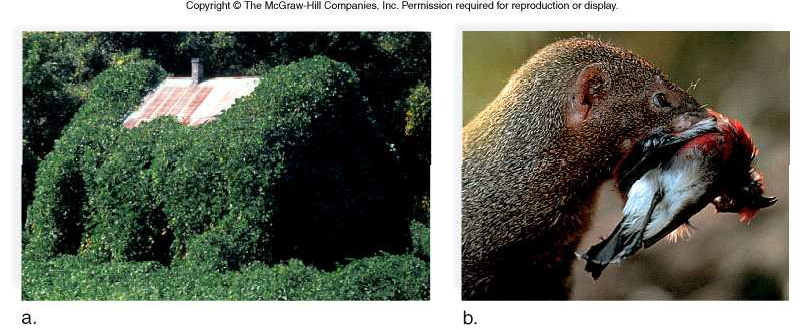 Copyright © The McGraw-Hill Companies, Inc. Permission required for reproduction or display.
a.
b.